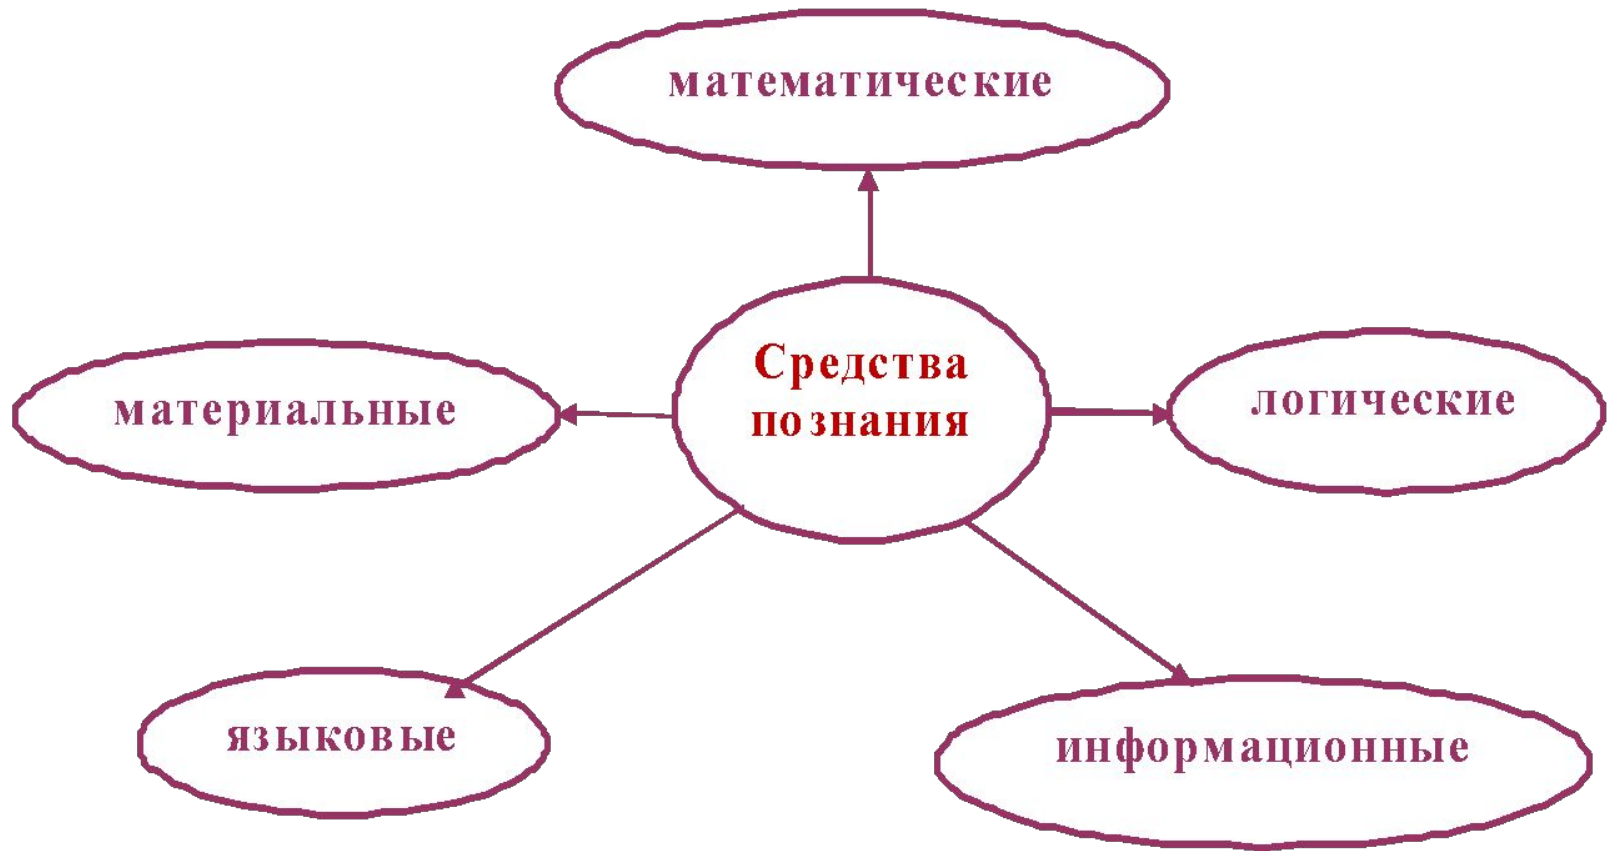 математические
Средства
познания
материальные
логические
языковые
информационные